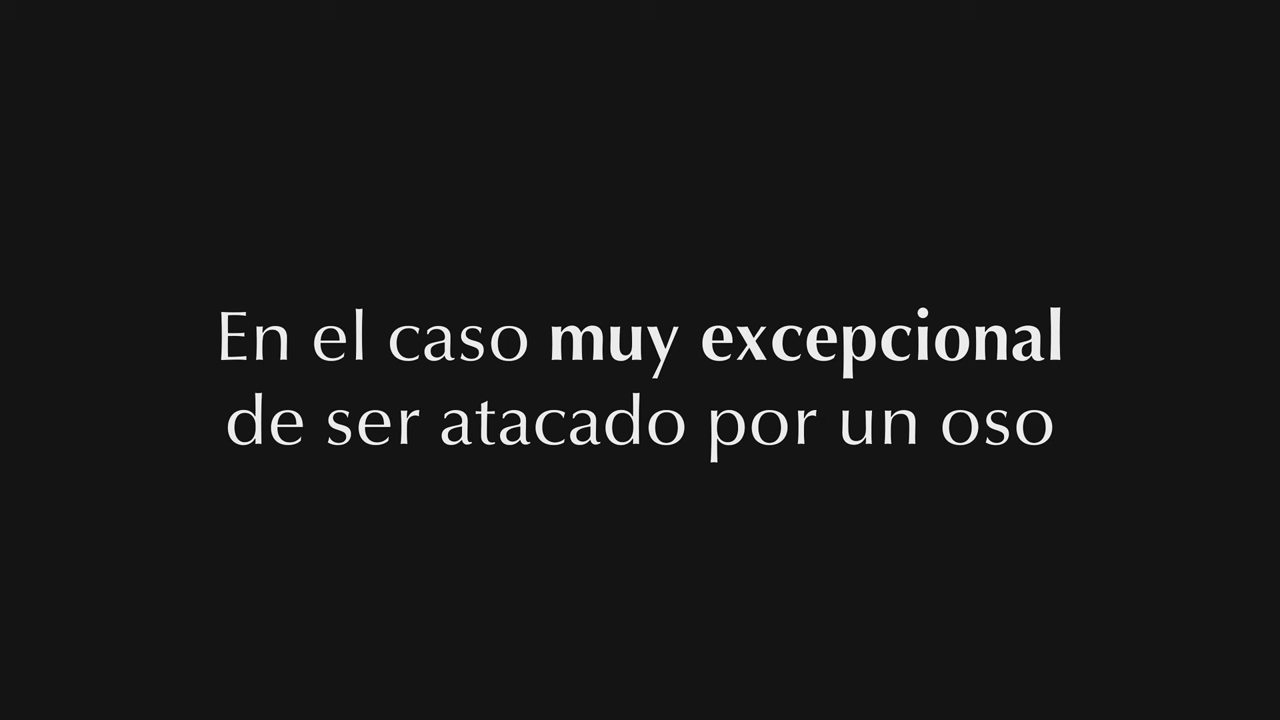 En el caso muy excepcional
de ser atacado por un oso